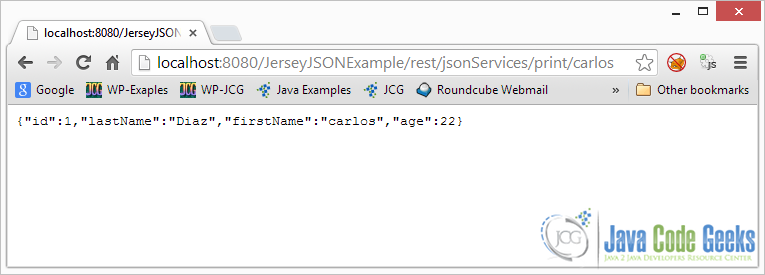 localhost:8080/JerseyJSON
localhost:8080/JerseyJSONExample/rest/jsonServices/print/carlos
js
Google WP-Exaples WP-JCG Java Examples JCG Roundcube Webmail » Other bookmarks
{"id":1,"lastName":"Diaz","firstName":"carlos","age":22}
JCG Java Code Geeks
JAVA 2 JAVA DEVELOPERS RESOURCE CENTER